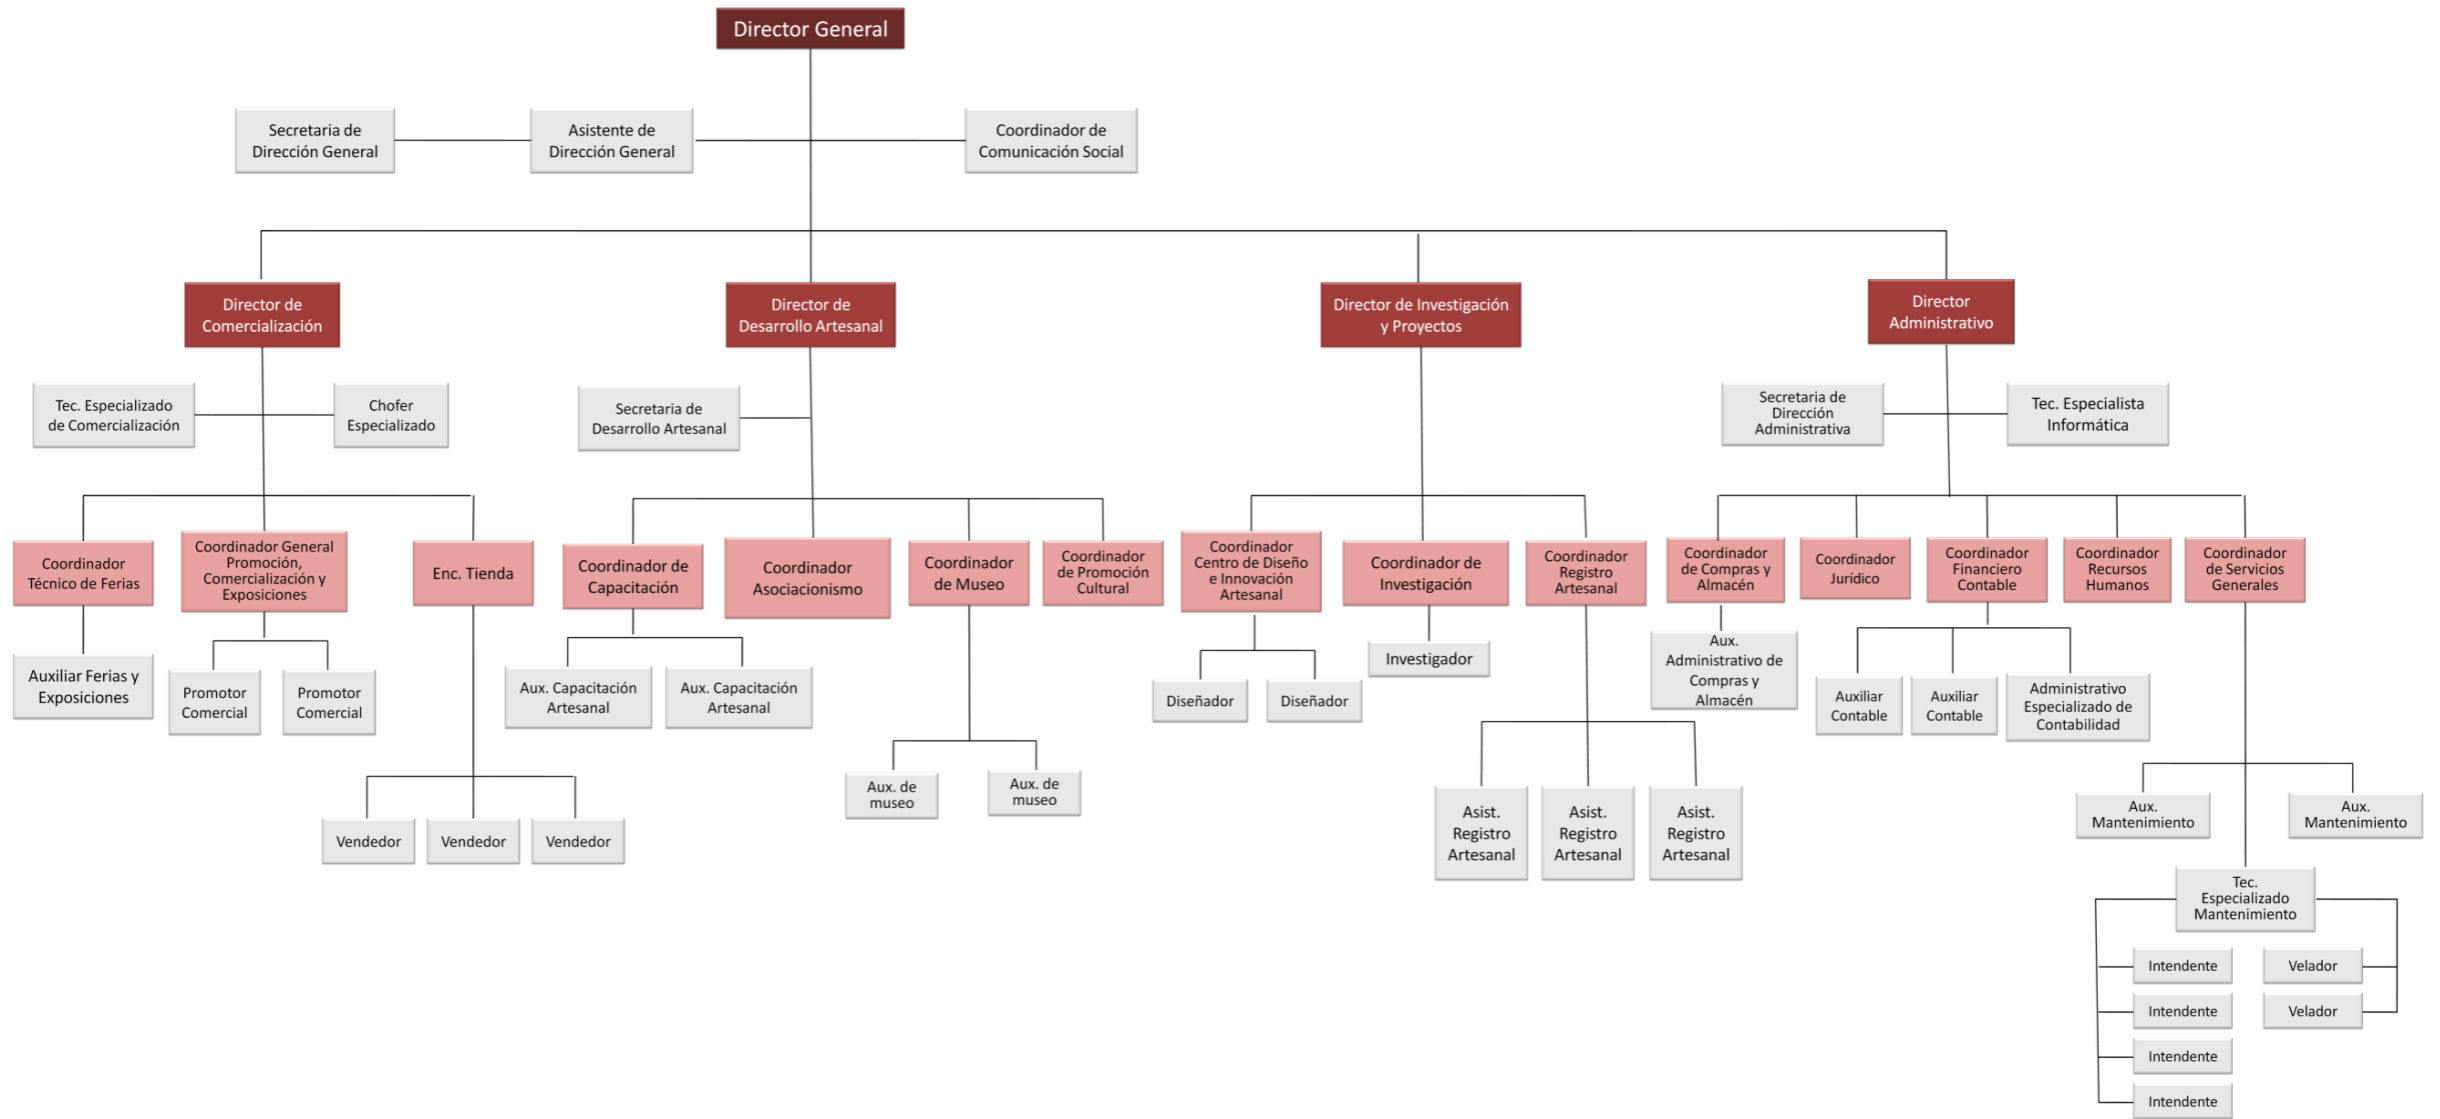 Director General
Secretaria de
Dirección General
Asistente de
Dirección General
Coordinador de
Comunicación Social
Director de
Comercialización
Director de
Desarrollo Artesanal
Director de Investigación
y Proyectos
Director
Administrativo
Tec. Especializado
de Comercialización
Chofer
Especializado
Secretaria de
Desarrollo Artesanal
Secretaria de
Dirección
Administrativa
Tec. Especialista
Informática
Coordinador
Técnico de Ferias
Coordinador General
Promoción,
Comercialización y
Exposiciones
Enc. Tienda
Coordinador de
Capacitación
Coordinador
Asociacionismo
Coordinador
de Museo
Coordinador
de Promoción
Cultural
Coordinador
Centro de Diseño
e Innovación
Artesanal
Coordinador de
Investigación
Coordinador
Registro
Artesanal
Coordinador
de Compras y
Almacén
Coordinador
Jurídico
Coordinador
Financiero
Contable
Coordinador
Recursos
Humanos
Coordinador
de Servicios
Generales
Auxiliar Ferias y
Exposiciones
Promotor
Comercial
Promotor
Comercial
Aux. Capacitación
Artesanal
Aux. Capacitación
Artesanal
Diseñador
Diseñador
Investigador
Aux.
Administrativo de
Compras y
Almacén
Auxiliar
Contable
Auxiliar
Contable
Administrativo
Especializado de
Contabilidad
Vendedor
Vendedor
Vendedor
Aux. de
museo
Aux. de
museo
Asist.
Registro
Artesanal
Asist.
Registro
Artesanal
Asist.
Registro
Artesanal
Aux.
Mantenimiento
Aux.
Mantenimiento
Tec.
Especializado
Mantenimiento
Intendente
Velador
Intendente
Velador
Intendente
Intendente